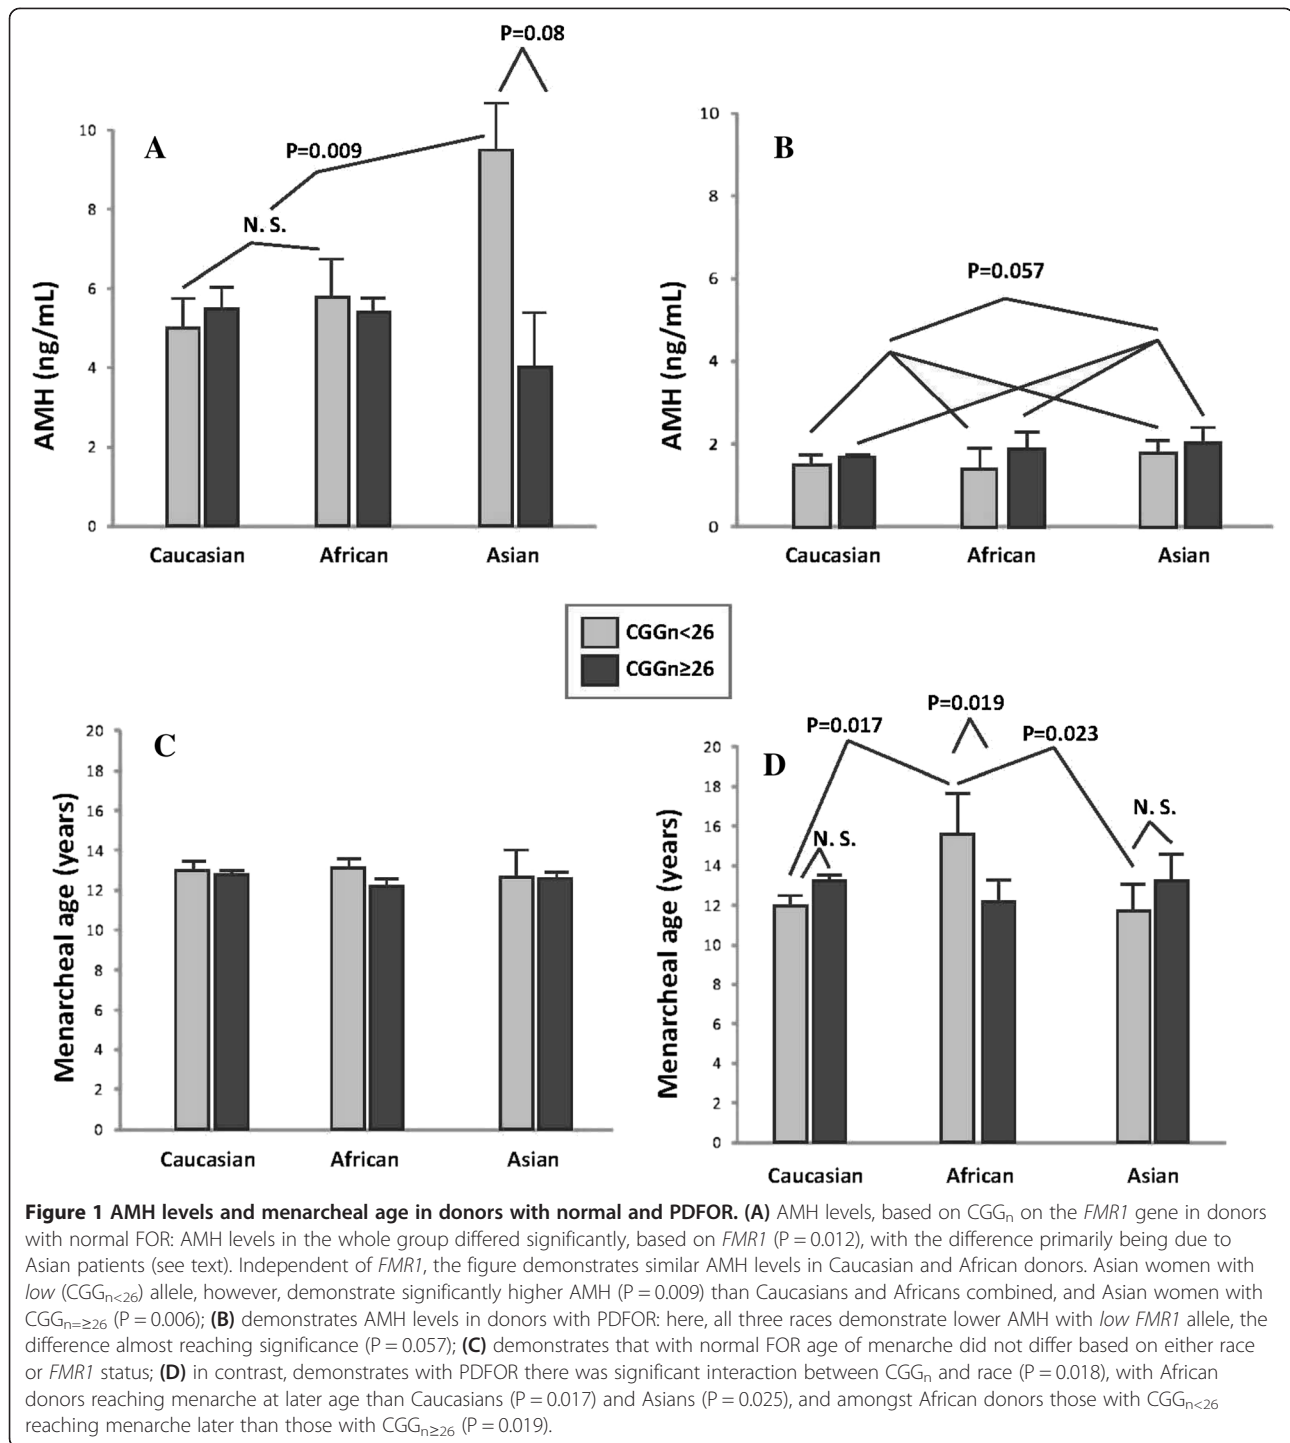 P=0.08
A
P=0.009
N. S.
AMH (ng/mL)
10
8
6
4
2
0
Caucasian African Asian
B
P=0.057
AMH (ng/mL)
10
8
6
4
2
0
Caucasian African Asian
CGGn<26
CGGn≥26
C
Menarcheal age (years)
20
18
16
14
12
10
8
6
4
2
0
Caucasian African Asian
D
P=0.017
P=0.019
P=0.023
N. S.
N. S.
Menarcheal age (years)
20
18
16
14
12
10
8
6
4
2
0
Caucasian African Asian
Figure 1 AMH levels and menarcheal age in donors with normal and PDFOR. (A) AMH levels, based on CGGn on the FMR1 gene in donors
with normal FOR: AMH levels in the whole group differed significantly, based on FMR1 (P = 0.012), with the difference primarily being due to
Asian patients (see text). Independent of FMR1, the figure demonstrates similar AMH levels in Caucasian and African donors. Asian women with
low (CGGn<26) allele, however, demonstrate significantly higher AMH (P = 0.009) than Caucasians and Africans combined, and Asian women with
CGGn=≥26 (P = 0.006); (B) demonstrates AMH levels in donors with PDFOR: here, all three races demonstrate lower AMH with low FMR1 allele, the
difference almost reaching significance (P = 0.057); (C) demonstrates that with normal FOR age of menarche did not differ based on either race
or FMR1 status; (D) in contrast, demonstrates with PDFOR there was significant interaction between CGGn and race (P = 0.018), with African
donors reaching menarche at later age than Caucasians (P = 0.017) and Asians (P = 0.025), and amongst African donors those with CGGn<26
reaching menarche later than those with CGGn≥26 (P = 0.019).